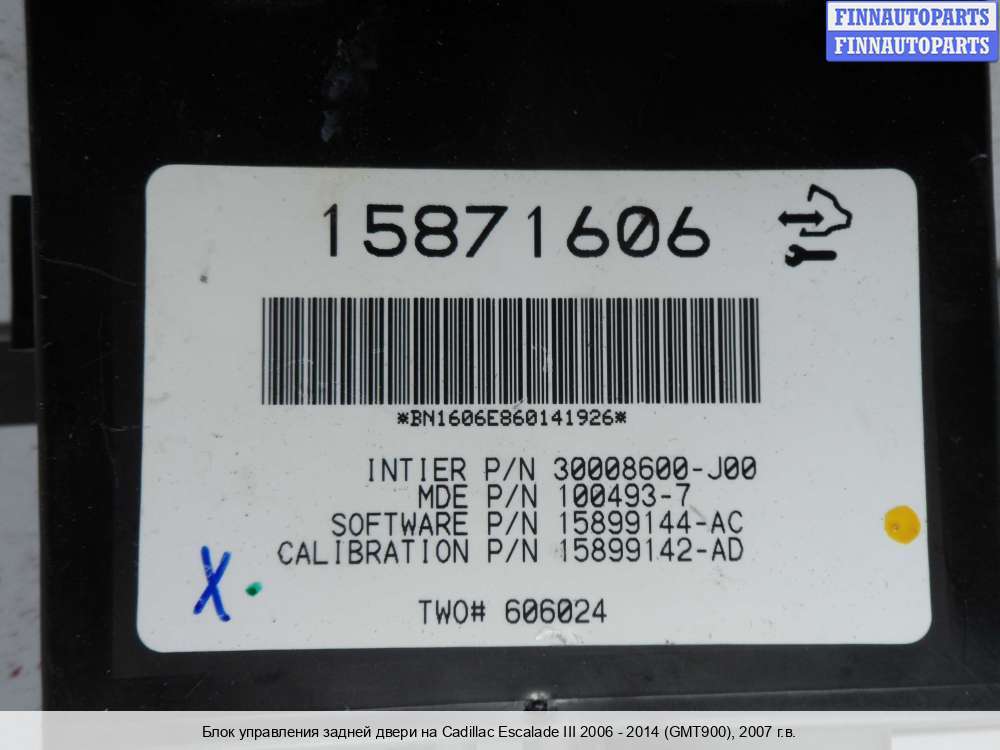 FINNAUTOPARTS
FINNAUTOPARTS
15871606
*BN1606E860141926*
INTIER P/N 30008600-J00
MDE P/N 100493-7
SOFTWARE P/N 15899144-AC
CALIBRATION P/N 15899142-AD
X
TWO# 606024
Блок управления задней двери на Cadillac Escalade III 2006 - 2014 (GMT900), 2007 г.в.